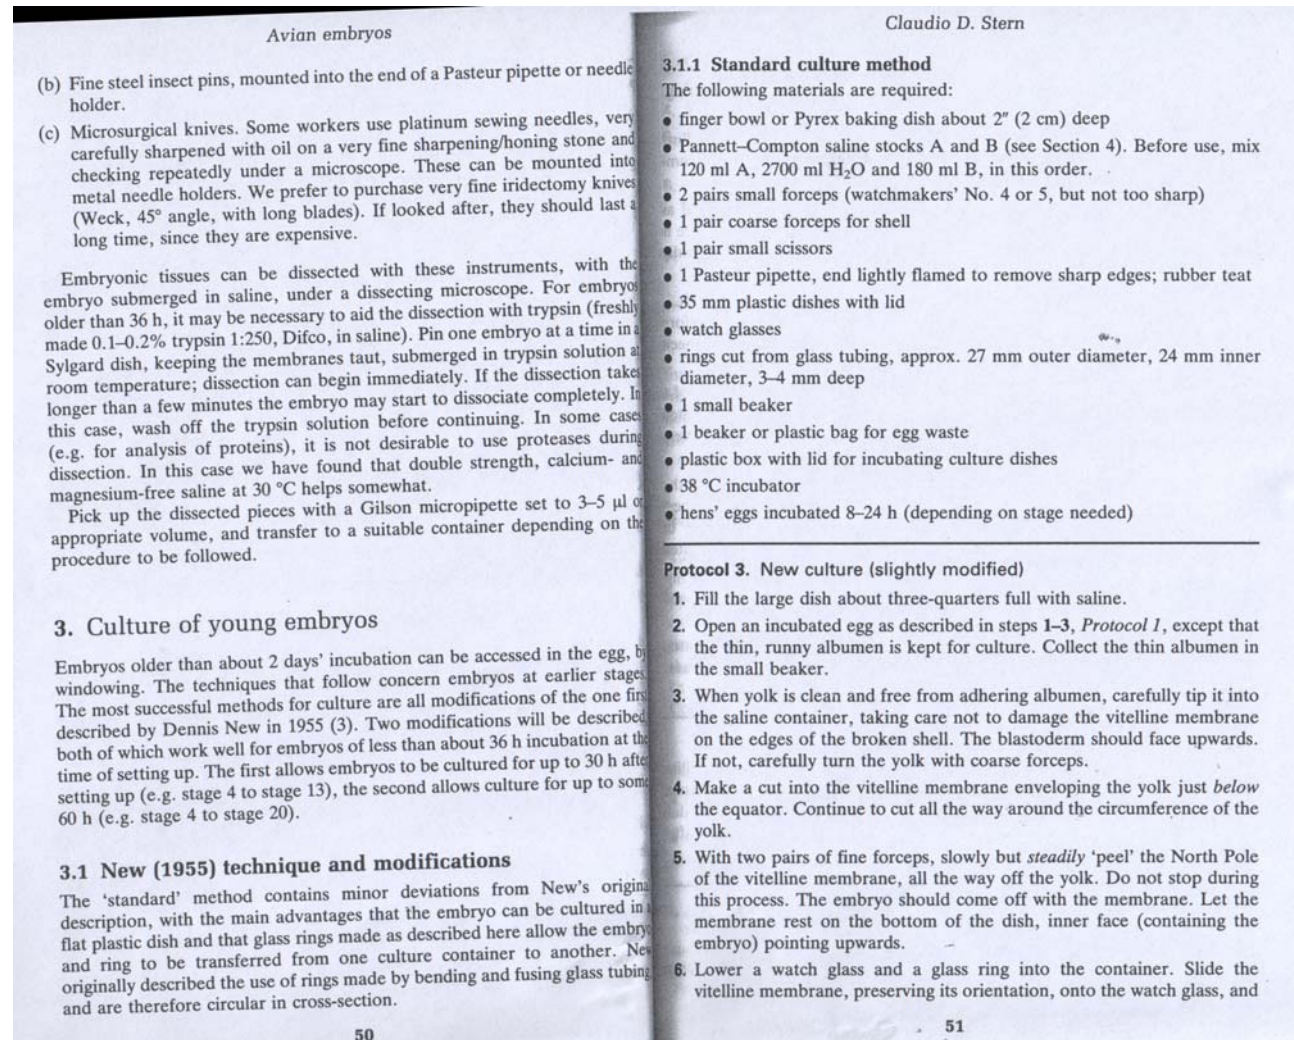 Avian embryos
(b) Fine steel insect pins, mounted into the end of a Pasteur pipette or needle
holder.
(c) Microsurgical knives. Some workers use platinum sewing needles, very
carefully sharpened with oil on a very fine sharpening/honing stone and
checking repeatedly under a microscope. These can be mounted into
metal needle holders. We prefer to purchase very fine iridectomy knives
(Weck, 45° angle, with long blades). If looked after, they should last a
long time, since they are expensive.
Embryonic tissues can be dissected with these instruments, with the
embryo submerged in saline, under a dissecting microscope. For embryos
older than 36 h, it may be necessary to aid the dissection with trypsin (freshly
made 0.1–0.2% trypsin 1:250, Difco, in saline). Pin one embryo at a time in a
Sylgard dish, keeping the membranes taut, submerged in trypsin solution at
room temperature; dissection can begin immediately. If the dissection takes
longer than a few minutes the embryo may start to dissociate completely. In
this case, wash off the trypsin solution before continuing. In some cases
(e.g. for analysis of proteins), it is not desirable to use proteases during
dissection. In this case we have found that double strength, calcium- and
magnesium-free saline at 30 °C helps somewhat.
Pick up the dissected pieces with a Gilson micropipette set to 3–5 µl or
appropriate volume, and transfer to a suitable container depending on the
procedure to be followed.
3. Culture of young embryos
Embryos older than about 2 days' incubation can be accessed in the egg, by
windowing. The techniques that follow concern embryos at earlier stages.
The most successful methods for culture are all modifications of the one first
described by Dennis New in 1955 (3). Two modifications will be described,
both of which work well for embryos of less than about 36 h incubation at the
time of setting up. The first allows embryos to be cultured for up to 30 h after
setting up (e.g. stage 4 to stage 13), the second allows culture for up to some
60 h (e.g. stage 4 to stage 20).
3.1 New (1955) technique and modifications
The 'standard' method contains minor deviations from New's original
description, with the main advantages that the embryo can be cultured in a
flat plastic dish and that glass rings made as described here allow the embryo
and ring to be transferred from one culture container to another. New
originally described the use of rings made by bending and fusing glass tubing
and are therefore circular in cross-section.
50
Claudio D. Stern
3.1.1 Standard culture method
The following materials are required:
• finger bowl or Pyrex baking dish about 2″ (2 cm) deep
• Pannett–Compton saline stocks A and B (see Section 4). Before use, mix
120 ml A, 2700 ml H₂O and 180 ml B, in this order.
• 2 pairs small forceps (watchmakers' No. 4 or 5, but not too sharp)
• 1 pair coarse forceps for shell
• 1 pair small scissors
• 1 Pasteur pipette, end lightly flamed to remove sharp edges; rubber teat
• 35 mm plastic dishes with lid
• watch glasses
• rings cut from glass tubing, approx. 27 mm outer diameter, 24 mm inner
diameter, 3–4 mm deep
• 1 small beaker
• 1 beaker or plastic bag for egg waste
• plastic box with lid for incubating culture dishes
• 38 °C incubator
• hens' eggs incubated 8–24 h (depending on stage needed)
Protocol 3. New culture (slightly modified)
1. Fill the large dish about three-quarters full with saline.
2. Open an incubated egg as described in steps 1–3, Protocol 1, except that
the thin, runny albumen is kept for culture. Collect the thin albumen in
the small beaker.
3. When yolk is clean and free from adhering albumen, carefully tip it into
the saline container, taking care not to damage the vitelline membrane
on the edges of the broken shell. The blastoderm should face upwards.
If not, carefully turn the yolk with coarse forceps.
4. Make a cut into the vitelline membrane enveloping the yolk just below
the equator. Continue to cut all the way around the circumference of the
yolk.
5. With two pairs of fine forceps, slowly but steadily 'peel' the North Pole
of the vitelline membrane, all the way off the yolk. Do not stop during
this process. The embryo should come off with the membrane. Let the
membrane rest on the bottom of the dish, inner face (containing the
embryo) pointing upwards.
6. Lower a watch glass and a glass ring into the container. Slide the
vitelline membrane, preserving its orientation, onto the watch glass, and
51